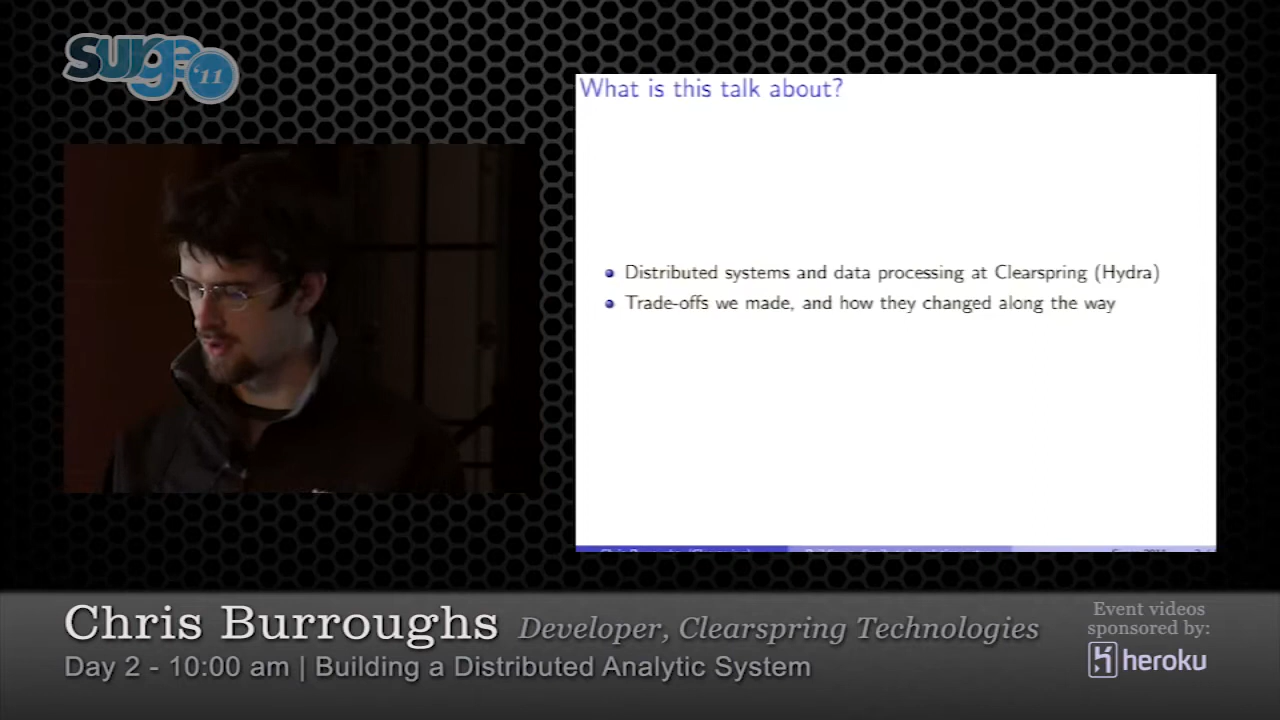 surge '11
What is this talk about?
Distributed systems and data processing at Clearspring (Hydra)
Trade-offs we made, and how they changed along the way
Chris Burroughs Developer, Clearspring Technologies
Day 2 - 10:00 am | Building a Distributed Analytic System
Event videos
sponsored by:
heroku